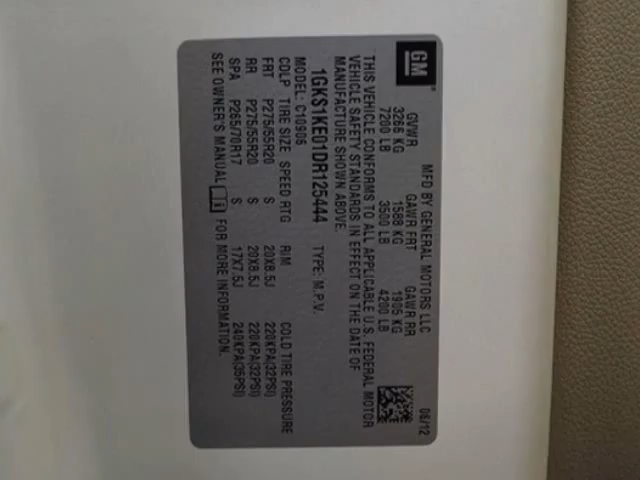 GM
MFD BY GENERAL MOTORS LLC 06/12
GVWR GAWR FRT GAWR RR
3266 KG 1588 KG 1905 KG
7200 LB 3500 LB 4200 LB
THIS VEHICLE CONFORMS TO ALL APPLICABLE U.S. FEDERAL MOTOR
VEHICLE SAFETY STANDARDS IN EFFECT ON THE DATE OF
MANUFACTURE SHOWN ABOVE.
1GKS1KE01DR125444 TYPE: M.P.V.
MODEL: C10906
CDLP TIRE SIZE SPEED RTG RIM COLD TIRE PRESSURE
FRT P275/55R20 S 20X8.5J 220KPA(32PSI)
RR P275/55R20 S 20X8.5J 220KPA(32PSI)
SPA P265/70R17 S 17X7.5J 240KPA(35PSI)
SEE OWNER'S MANUAL i FOR MORE INFORMATION.